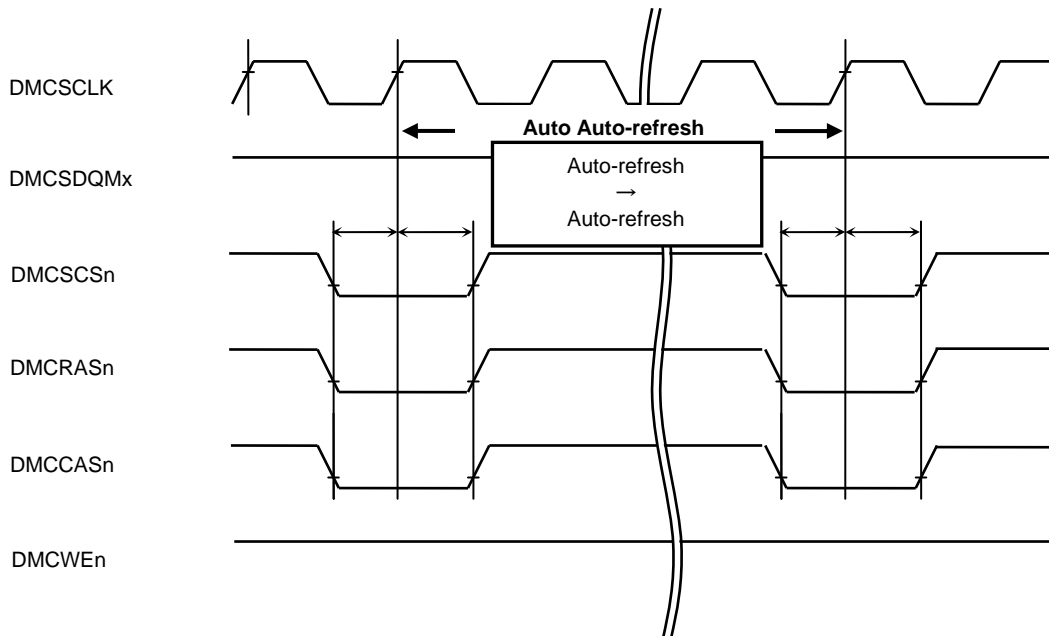 DMCSCLK
Auto Auto-refresh
DMCSDQMx
Auto-refresh
→
Auto-refresh
DMCSCSn
DMCRASn
DMCCASn
DMCWEn